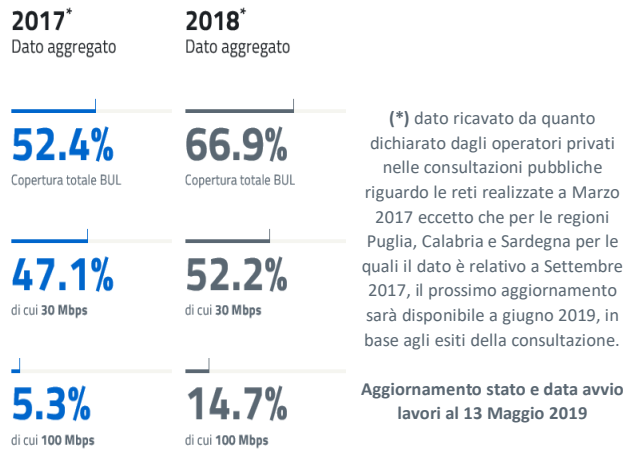 2017*
Dato aggregato
52.4%
Copertura totale BUL
47.1%
di cui 30 Mbps
5.3%
di cui 100 Mbps
2018*
Dato aggregato
66.9%
Copertura totale BUL
52.2%
di cui 30 Mbps
14.7%
di cui 100 Mbps
(*) dato ricavato da quanto
dichiarato dagli operatori privati
nelle consultazioni pubbliche
riguardo le reti realizzate a Marzo
2017 eccetto che per le regioni
Puglia, Calabria e Sardegna per le
quali il dato è relativo a Settembre
2017, il prossimo aggiornamento
sarà disponibile a giugno 2019, in
base agli esiti della consultazione.
Aggiornamento stato e data avvio
lavori al 13 Maggio 2019